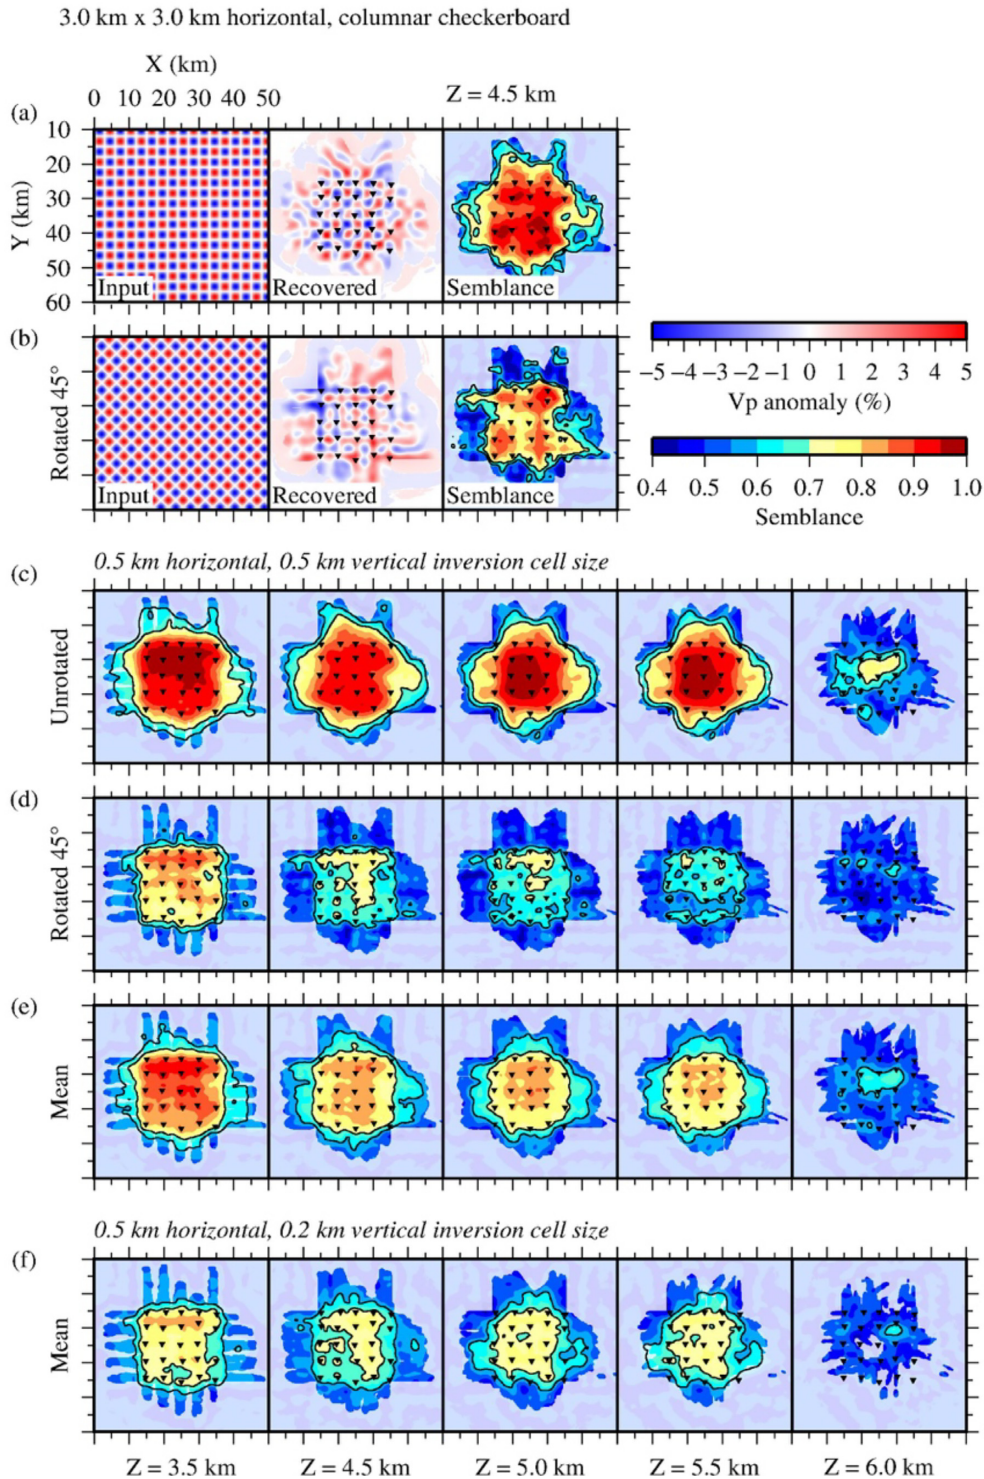 3.0 km x 3.0 km horizontal, columnar checkerboard
X (km)
0 10 20 30 40 50
Z = 4.5 km
(a)
10
20
30
40
50
60
Y (km)
Input
Recovered
Semblance
(b)
Rotated 45°
Input
Recovered
Semblance
−5 −4 −3 −2 −1 0 1 2 3 4 5
Vp anomaly (%)
0.4 0.5 0.6 0.7 0.8 0.9 1.0
Semblance
0.5 km horizontal, 0.5 km vertical inversion cell size
(c)
Unrotated
(d)
Rotated 45°
(e)
Mean
0.5 km horizontal, 0.2 km vertical inversion cell size
(f)
Mean
Z = 3.5 km
Z = 4.5 km
Z = 5.0 km
Z = 5.5 km
Z = 6.0 km